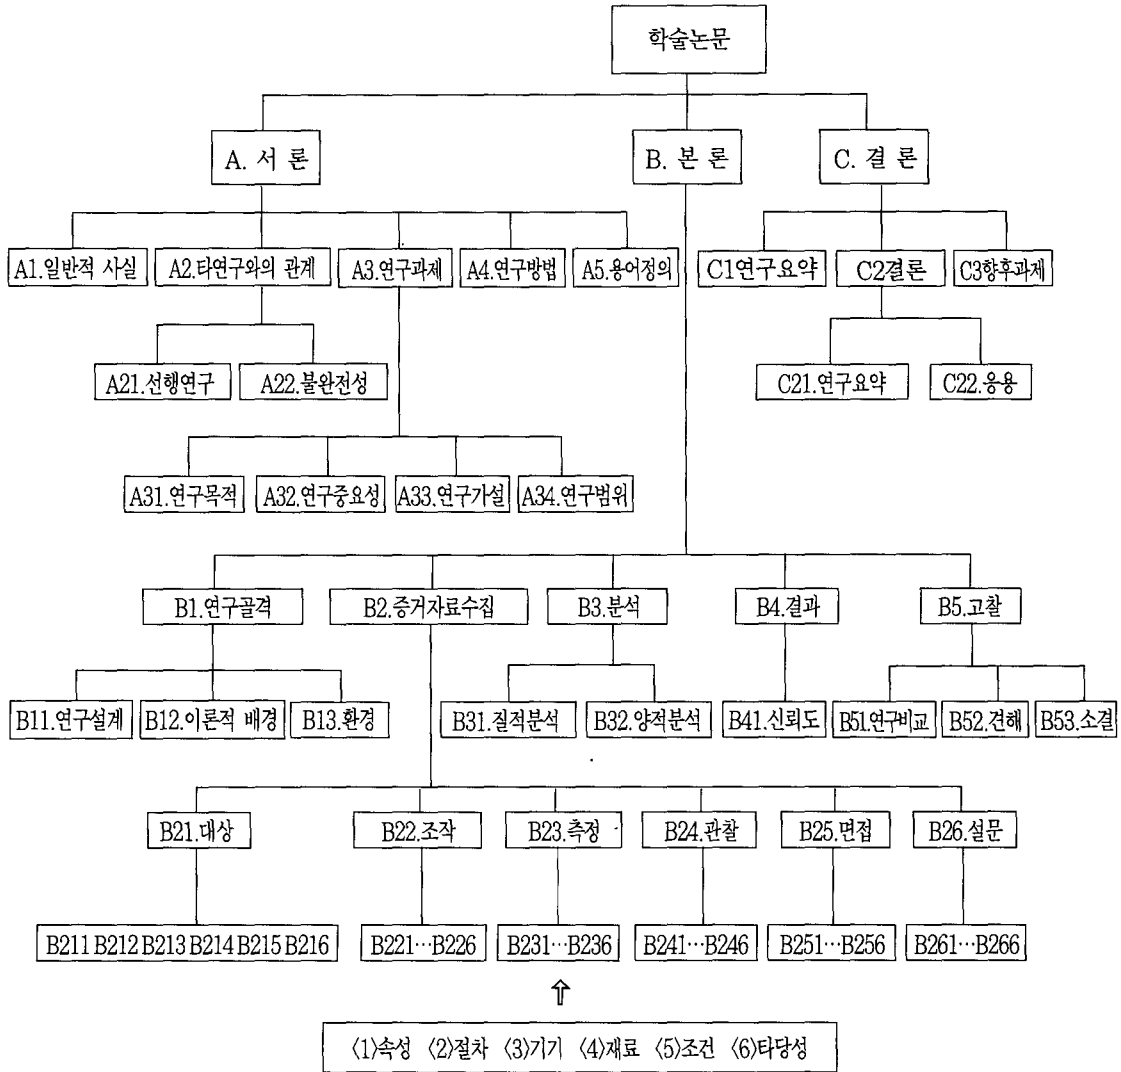 학술논문
A. 서 론
B. 본 론
C. 결 론
A1.일반적 사실
A2.타연구와의 관계
A3.연구과제
A4.연구방법
A5.용어정의
C1연구요약
C2결론
C3향후과제
A21.선행연구
A22.불완전성
C21.연구요약
C22.응용
A31.연구목적
A32.연구중요성
A33.연구가설
A34.연구범위
B1.연구골격
B2.증거자료수집
B3.분석
B4.결과
B5.고찰
B11.연구설계
B12.이론적 배경
B13.환경
B31.질적분석
B32.양적분석
B41.신뢰도
B51.연구비교
B52.견해
B53.소결
B21.대상
B22.조작
B23.측정
B24.관찰
B25.면접
B26.설문
B211 B212 B213 B214 B215 B216
B221…B226
B231…B236
B241…B246
B251…B256
B261…B266
〈1〉속성 〈2〉절차 〈3〉기기 〈4〉재료 〈5〉조건 〈6〉타당성